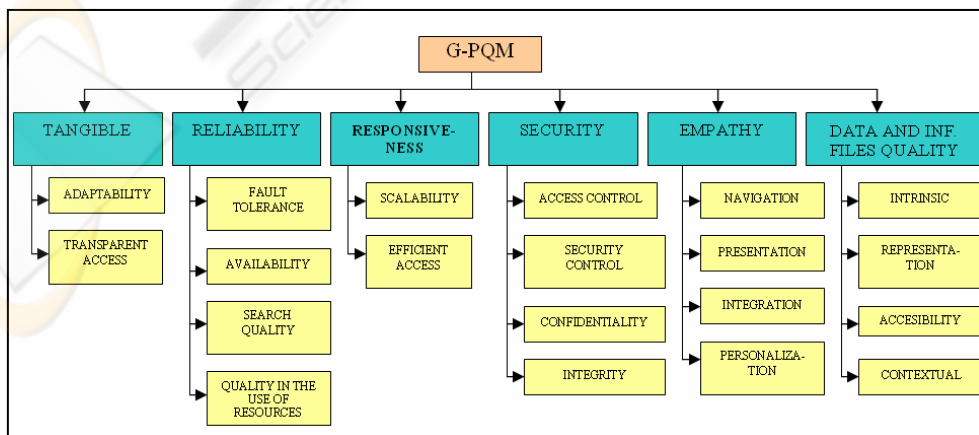 Scien
G-PQM
TANGIBLE
ADAPTABILITY
TRANSPARENT
ACCESS
RELIABILITY
FAULT
TOLERANCE
AVAILABILITY
SEARCH
QUALITY
QUALITY IN THE
USE OF
RESOURCES
RESPONSIVE-
NESS
SCALABILITY
EFFICIENT
ACCESS
SECURITY
ACCESS CONTROL
SECURITY
CONTROL
CONFIDENTIALITY
INTEGRITY
EMPATHY
NAVIGATION
PRESENTATION
INTEGRATION
PERSONALIZA-
TION
DATA AND INF.
FILES QUALITY
INTRINSIC
REPRESENTA-
TION
ACCESIBILITY
CONTEXTUAL